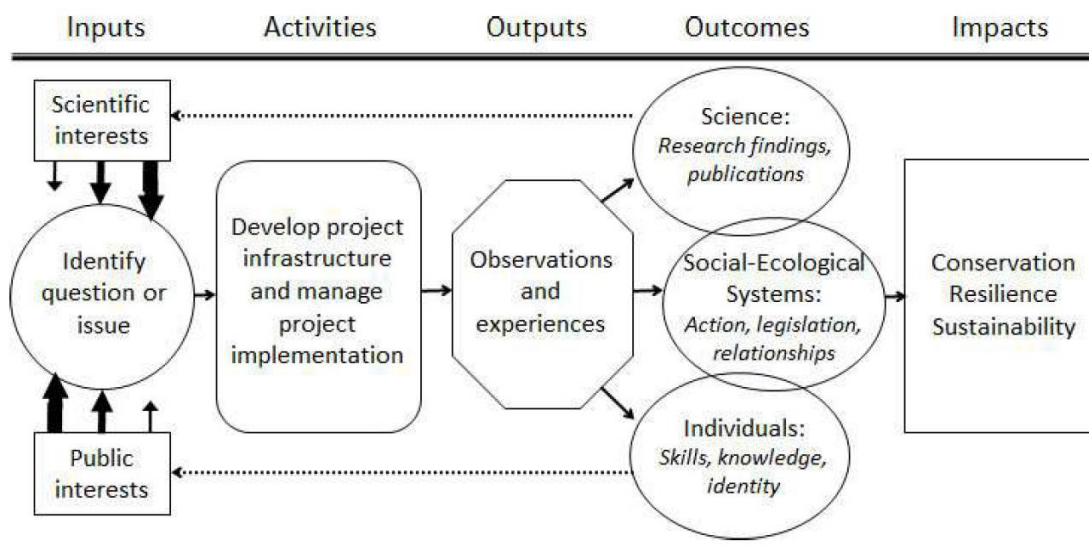 Inputs
Activities
Outputs
Outcomes
Impacts
Scientific
interests
Identify
question or
issue
Public
interests
Develop project
infrastructure
and manage
project
implementation
Observations
and
experiences
Science:
Research findings,
publications
Social-Ecological
Systems:
Action, legislation,
relationships
Individuals:
Skills, knowledge,
identity
Conservation
Resilience
Sustainability